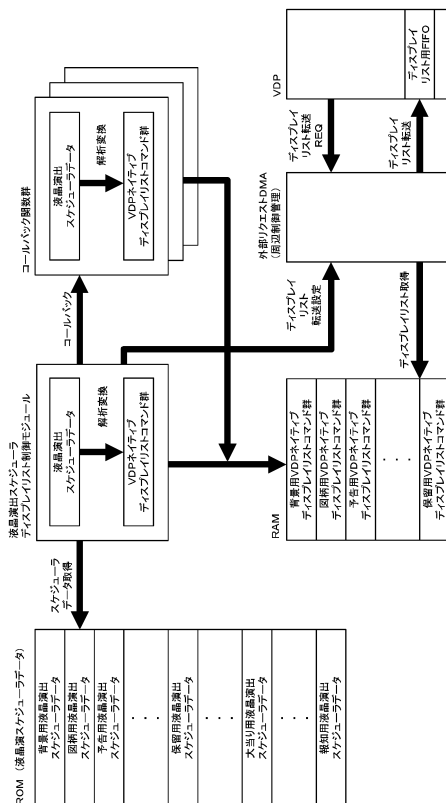 ROM （液晶演スケジューラデータ）
背景用液晶演出
スケジューラデータ
図柄用液晶演出
スケジューラデータ
予告用液晶演出
スケジューラデータ
・・・
保留用液晶演出
スケジューラデータ
・・・
大当り用液晶演出
スケジューラデータ
・・・
報知用液晶演出
スケジューラデータ
スケジューラ
データ取得
液晶演出スケジューラ
ディスプレイリスト制御モジュール
液晶演出
スケジューラデータ
解析変換
VDPネイティブ
ディスプレイリストコマンド群
コールバック
コールバック関数群
液晶演出
スケジューラデータ
解析変換
VDPネイティブ
ディスプレイリストコマンド群
RAM
背景用VDPネイティブ
ディスプレイリストコマンド群
図柄用VDPネイティブ
ディスプレイリストコマンド群
予告用VDPネイティブ
ディスプレイリストコマンド群
・・・
保留用VDPネイティブ
ディスプレイリストコマンド群
ディスプレイ
リスト
転送設定
ディスプレイリスト取得
外部リクエストDMA
（周辺制御管理）
ディスプレイ
リスト転送
REQ
ディスプレイ
リスト転送
VDP
ディスプレイ
リスト用FIFO